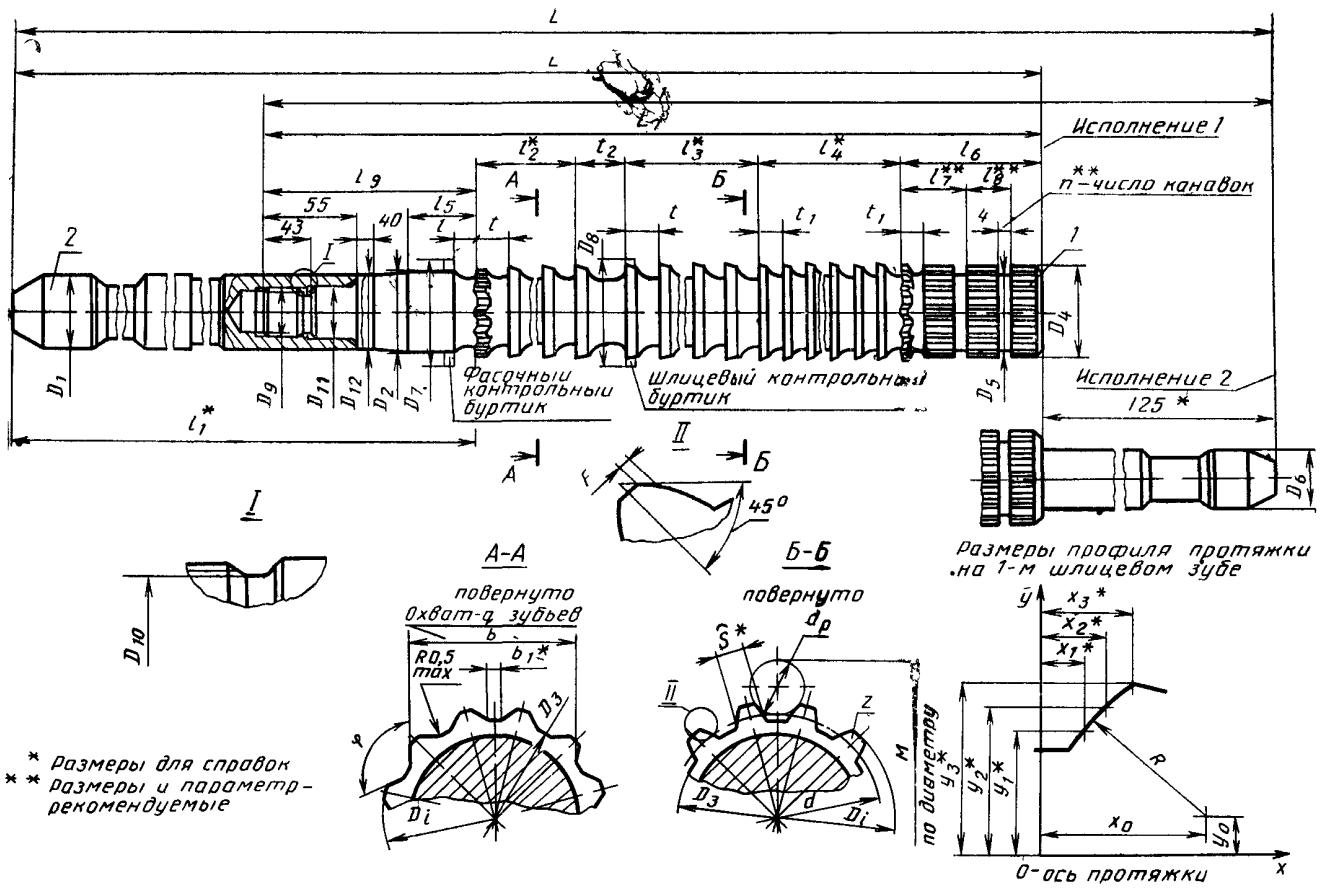 L
L
L₁
Исполнение 1
l₂* t₂ l₃* l₄* l₆
l₇** l₈**
n** - число канавок
l₉
А Б
55 40 l₅
43 l t D₈ t t₁ t₁ 4
2 I 1
D₁ D₉ D₁₁ D₁₂ D₂ D₇ D₅ D₄
Фасочный
контрольный
буртик
Шлицевый контрольный
буртик
Исполнение 2
125*
l₁*
А II Б
F 45°
D₆
I
D₁₀
А-А
повернуто
Охват-q зубьев
b
b₁*
R0,5
max
D₃
φ
Di
Б-Б
повернуто
dₚ
Ŝ*
II
Z
D₃ d Di
М
по диаметру
Размеры профиля протяжки
на 1-м шлицевом зубе
y x₃*
x₂*
x₁*
y₃* y₂* y₁* R
x₀ y₀
x
О-ось протяжки
* Размеры для справок
** Размеры и параметр-
рекомендуемые